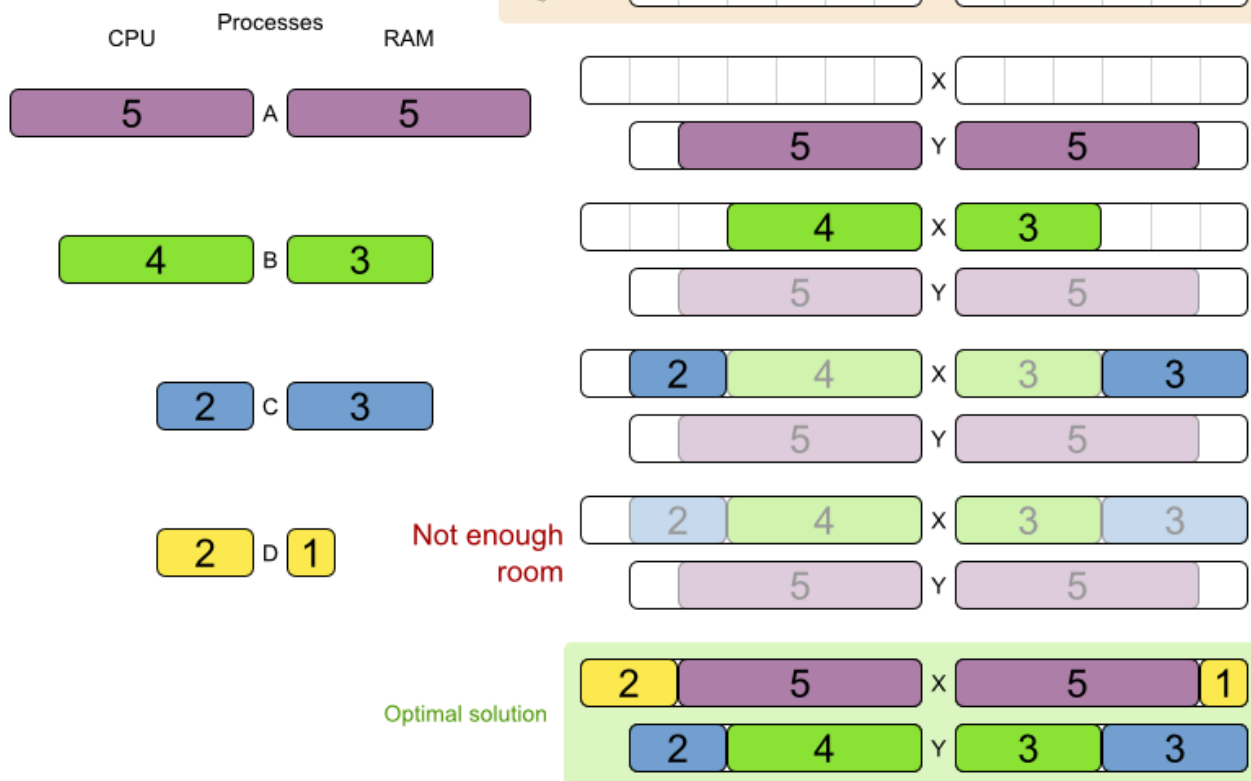 Processes
CPU RAM
X
5 A 5
5 Y 5
4 X 3
4 B 3
5 Y 5
2 4 X 3 3
2 C 3
5 Y 5
2 4 X 3 3
Not enough
room
2 D 1
5 Y 5
2 5 X 5 1
Optimal solution
2 4 Y 3 3